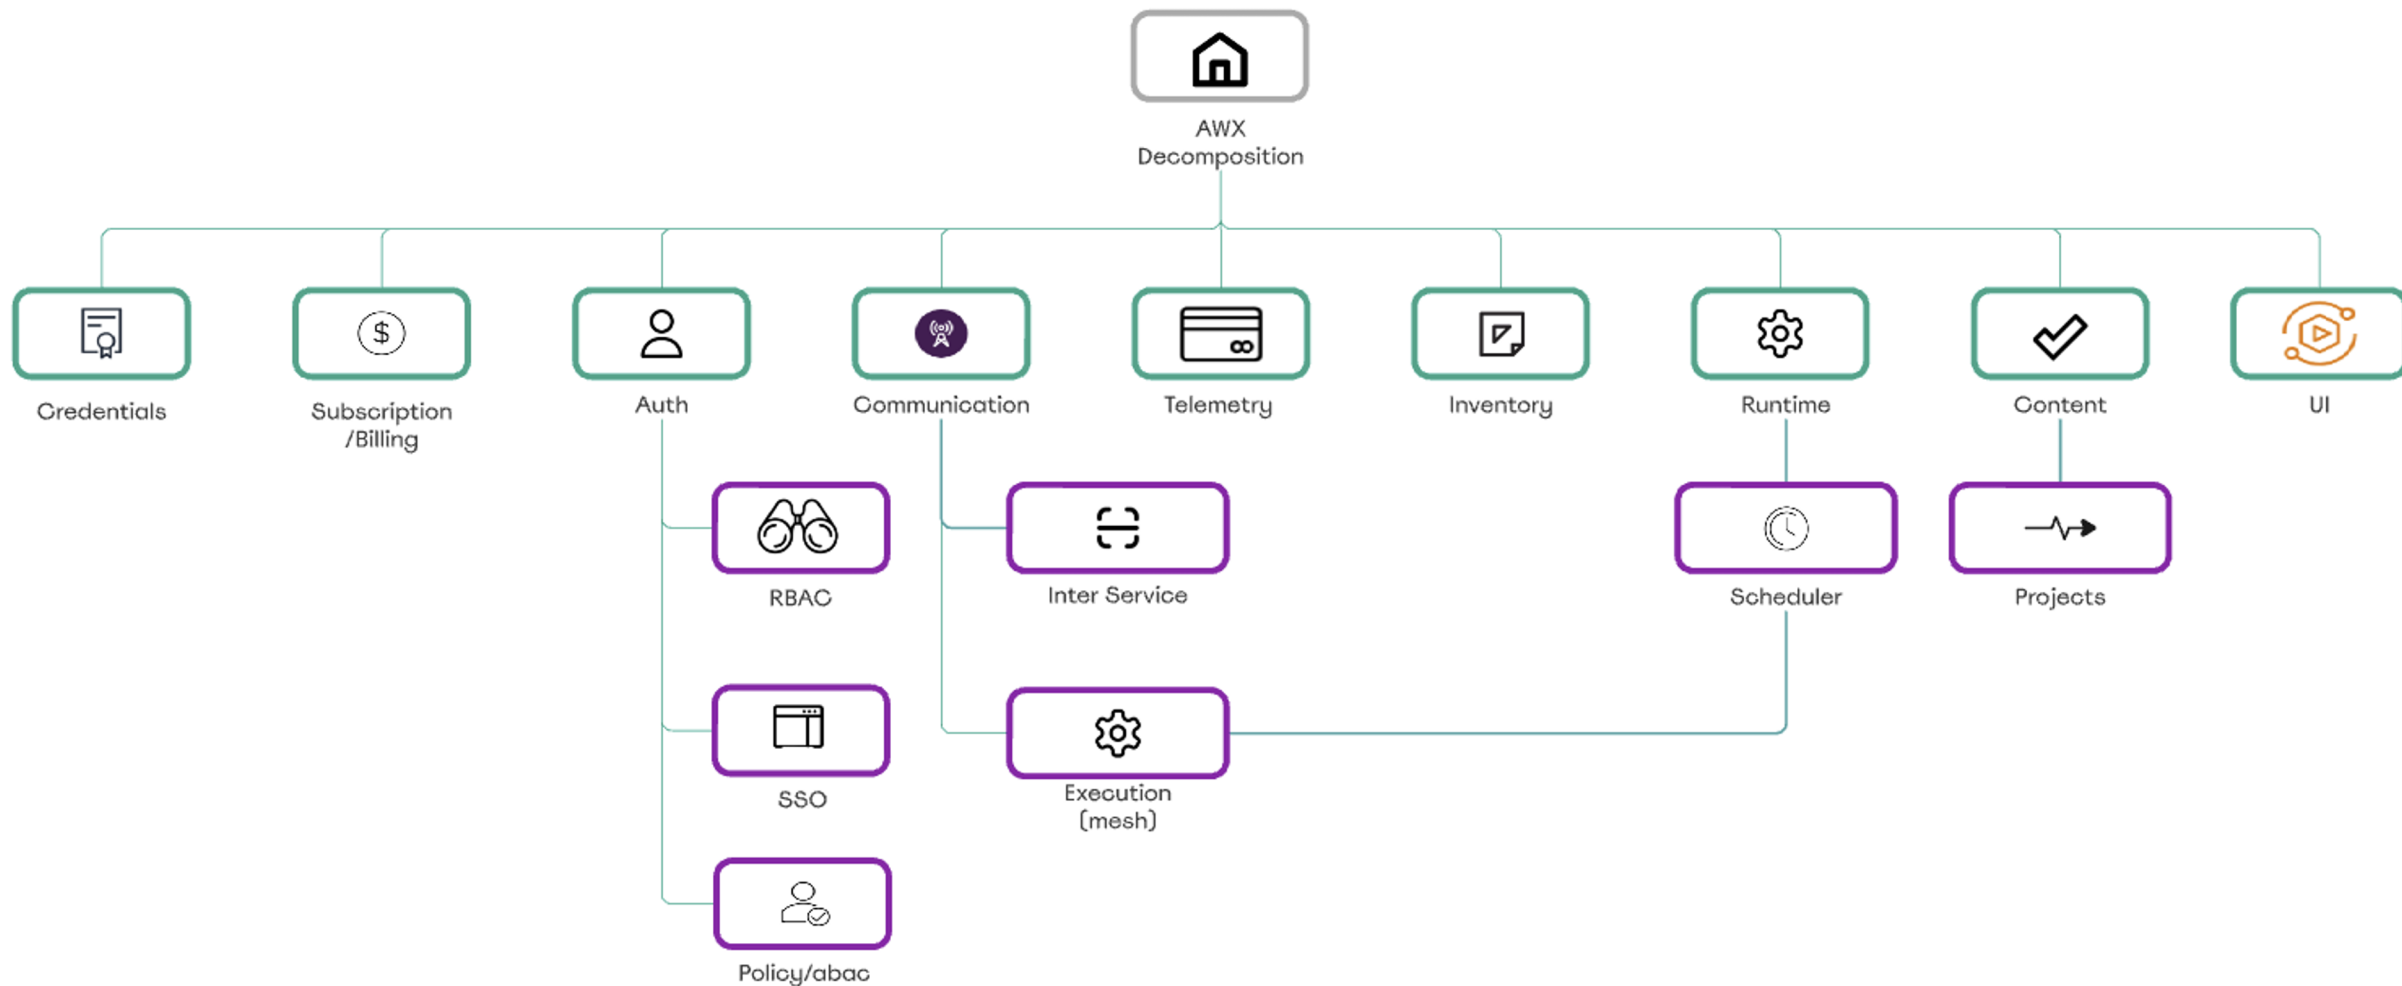 AWX
Decomposition
Credentials
Subscription
/Billing
Auth
Communication
Telemetry
Inventory
Runtime
Content
UI
RBAC
Inter Service
Scheduler
Projects
SSO
Execution
(mesh)
Policy/abac